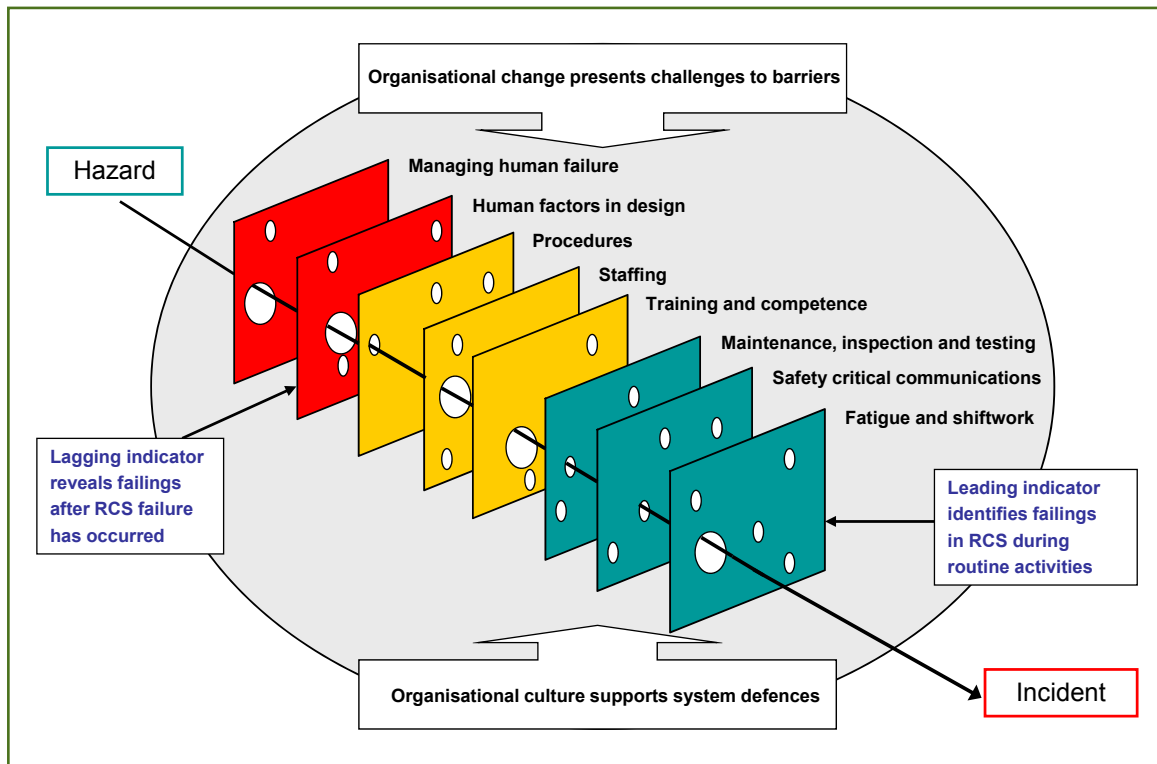 Organisational change presents challenges to barriers
Hazard
Managing human failure
Human factors in design
Procedures
Staffing
Training and competence
Maintenance, inspection and testing
Safety critical communications
Fatigue and shiftwork
Lagging indicator
reveals failings
after RCS failure
has occurred
Leading indicator
identifies failings
in RCS during
routine activities
Organisational culture supports system defences
Incident